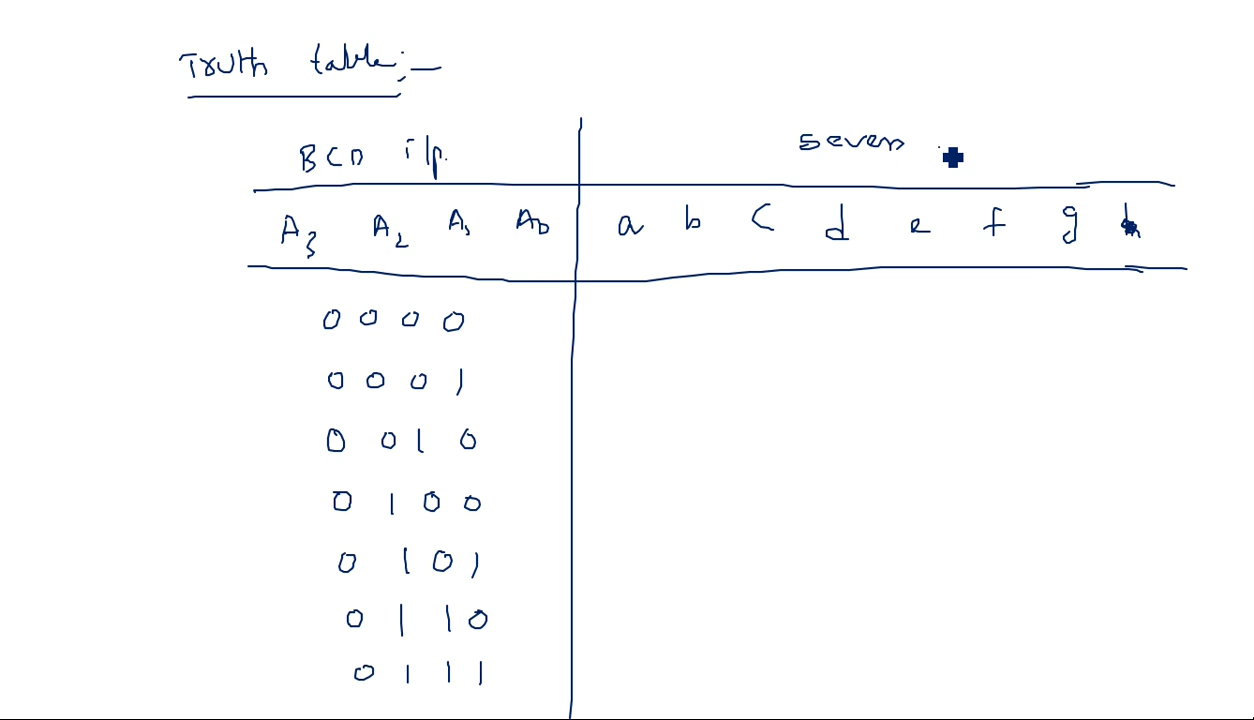 Truth table:-
BCD i/p. seven
A3 A2 A1 A0 a b c d e f g
0 0 0 0
0 0 0 1
0 0 1 0
0 1 0 0
0 1 0 1
0 1 1 0
0 1 1 1